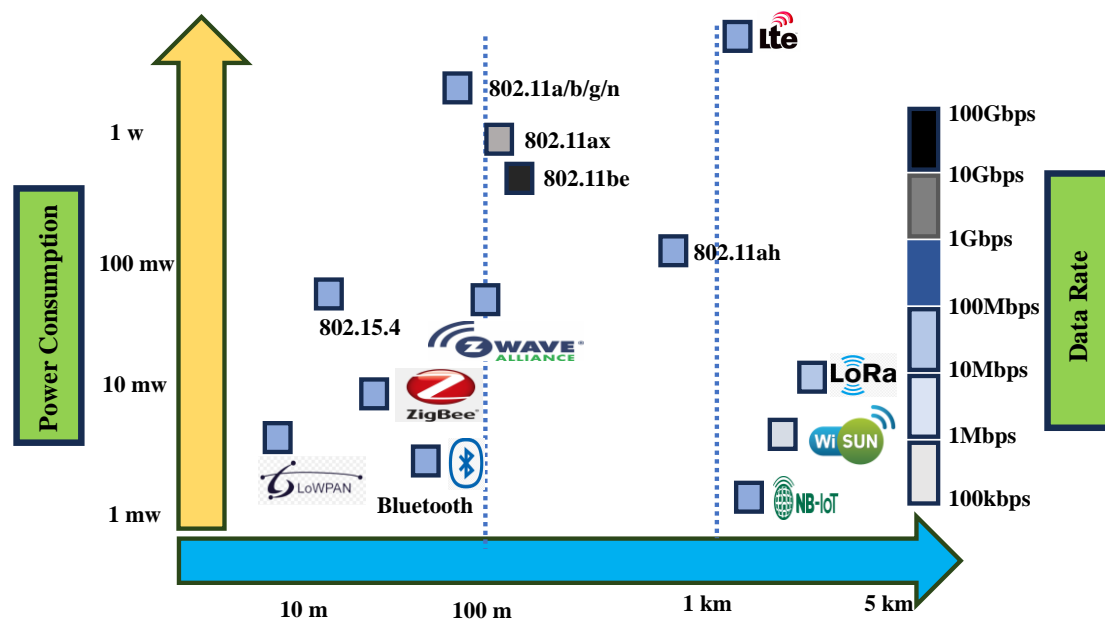 Lte
802.11a/b/g/n
100Gbps
1 w
802.11ax
10Gbps
802.11be
Power Consumption
Data Rate
1Gbps
802.11ah
100 mw
100Mbps
802.15.4
Z WAVE
ALLIANCE
LoRa
10Mbps
10 mw
ZigBee®
Wi SUN
1Mbps
6 LoWPAN
Bluetooth
NB-IoT
100kbps
1 mw
10 m
100 m
1 km
5 km